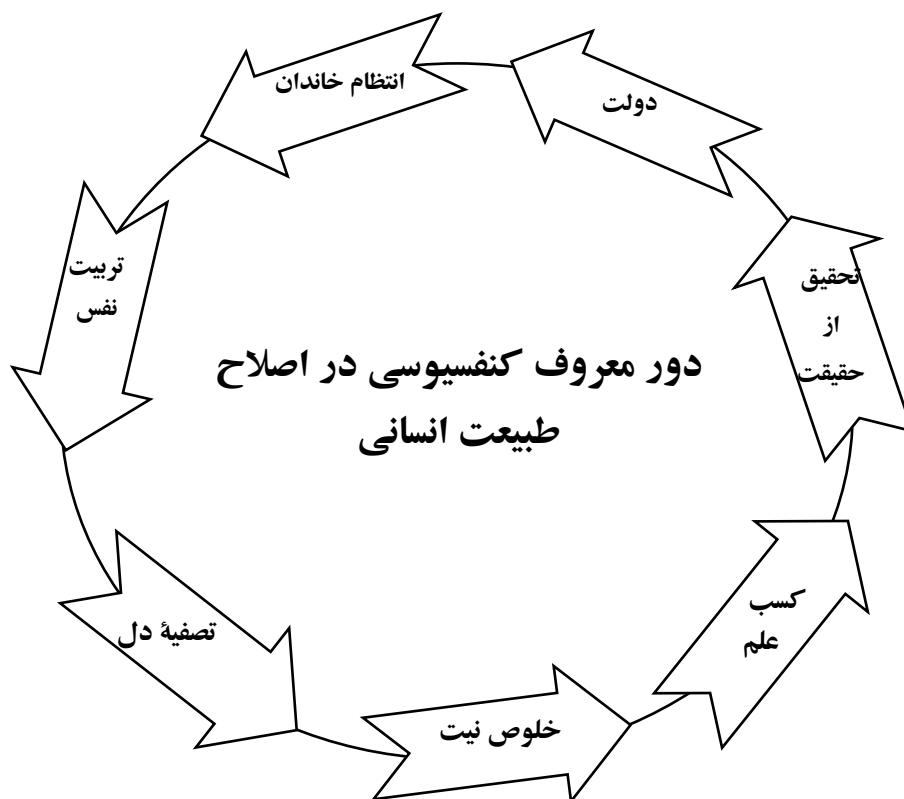 دولت
انتظام خاندان
تربیت
نفس
تصفیهٔ دل
خلوص نیت
کسب
علم
تحقیق
از
حقیقت
دور معروف کنفسیوسی در اصلاح
طبیعت انسانی